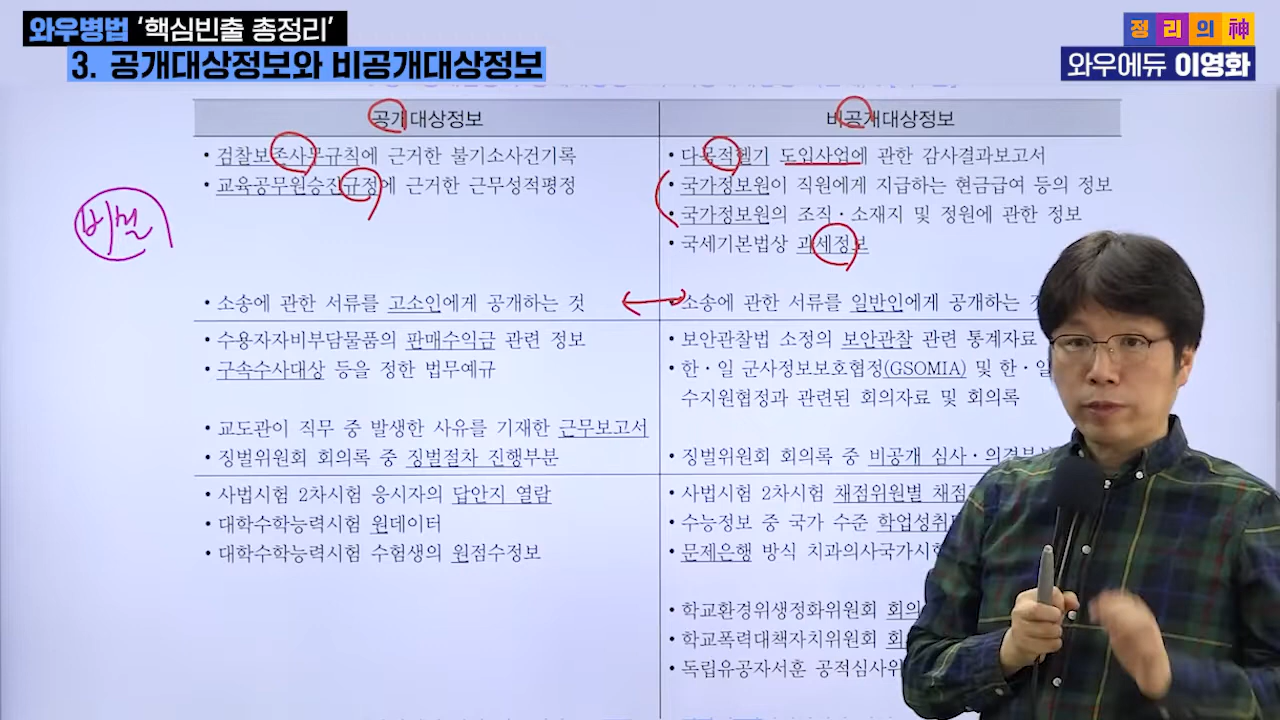 와우병법 '핵심빈출 총정리'
3. 공개대상정보와 비공개대상정보
정리의神
와우에듀 이영화
공개대상정보
• 검찰보존사무규칙에 근거한 불기소사건기록
• 교육공무원승진규정에 근거한 근무성적평정
비밀
• 소송에 관한 서류를 고소인에게 공개하는 것
• 수용자자비부담물품의 판매수익금 관련 정보
• 구속수사대상 등을 정한 법무예규
• 교도관이 직무 중 발생한 사유를 기재한 근무보고서
• 징벌위원회 회의록 중 징벌절차 진행부분
• 사법시험 2차시험 응시자의 답안지 열람
• 대학수학능력시험 원데이터
• 대학수학능력시험 수험생의 원점수정보
비공개대상정보
• 다목적헬기 도입사업에 관한 감사결과보고서
• 국가정보원이 직원에게 지급하는 현금급여 등의 정보
• 국가정보원의 조직·소재지 및 정원에 관한 정보
• 국세기본법상 과세정보
• 소송에 관한 서류를 일반인에게 공개하는
• 보안관찰법 소정의 보안관찰 관련 통계자료
• 한·일 군사정보보호협정(GSOMIA) 및 한·일
수지원협정과 관련된 회의자료 및 회의록
• 징벌위원회 회의록 중 비공개 심사·의결
• 사법시험 2차시험 채점위원별 채점
• 수능정보 중 국가 수준 학업성취
• 문제은행 방식 치과의사국가시험
• 학교환경위생정화위원회 회의
• 학교폭력대책자치위원회 회
• 독립유공자서훈 공적심사위